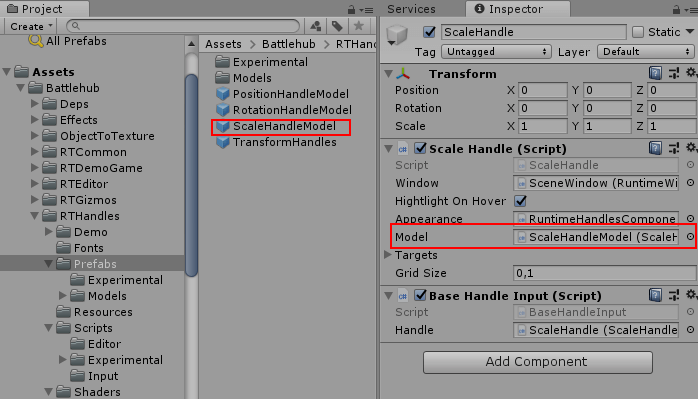 Project
Create
All Prefabs
Assets
Battlehub
Deps
Effects
ObjectToTexture
RTCommon
RTDemoGame
RTEditor
RTGizmos
RTHandles
Demo
Fonts
Prefabs
Experimental
Models
Resources
Scripts
Editor
Experimental
Input
Shaders
Assets Battlehub RTHan
Experimental
Models
PositionHandleModel
RotationHandleModel
ScaleHandleModel
TransformHandles
Services Inspector
ScaleHandle Static
Tag Untagged Layer Default
Transform
Position X 0 Y 0 Z 0
Rotation X 0 Y 0 Z 0
Scale X 1 Y 1 Z 1
Scale Handle (Script)
Script ScaleHandle
Window SceneWindow (RuntimeWi
Hightlight On Hover
Appearance RuntimeHandlesCompone
Model ScaleHandleModel (ScaleH
Targets
Grid Size 0,1
Base Handle Input (Script)
Script BaseHandleInput
Handle ScaleHandle (ScaleHandle
Add Component